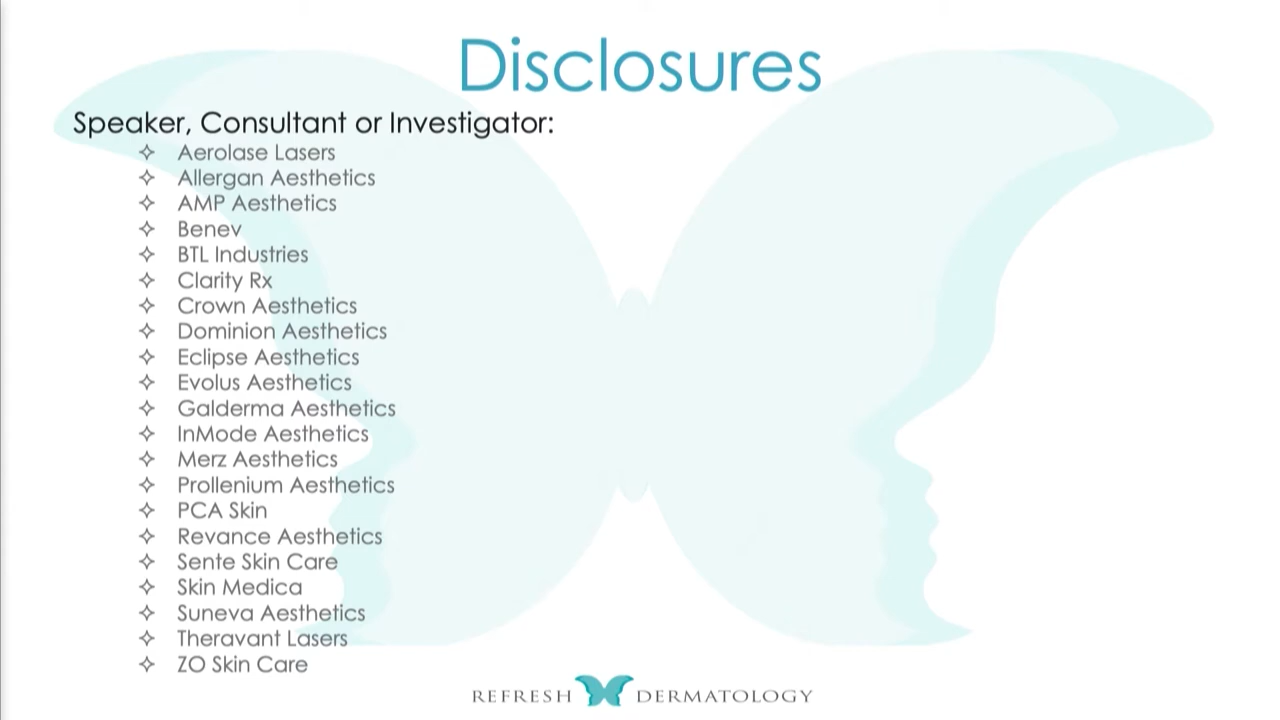 Disclosures
Speaker, Consultant or Investigator:
Aerolase Lasers
Allergan Aesthetics
AMP Aesthetics
Benev
BTL Industries
Clarity Rx
Crown Aesthetics
Dominion Aesthetics
Eclipse Aesthetics
Evolus Aesthetics
Galderma Aesthetics
InMode Aesthetics
Merz Aesthetics
Prollenium Aesthetics
PCA Skin
Revance Aesthetics
Sente Skin Care
Skin Medica
Suneva Aesthetics
Theravant Lasers
ZO Skin Care
REFRESH DERMATOLOGY